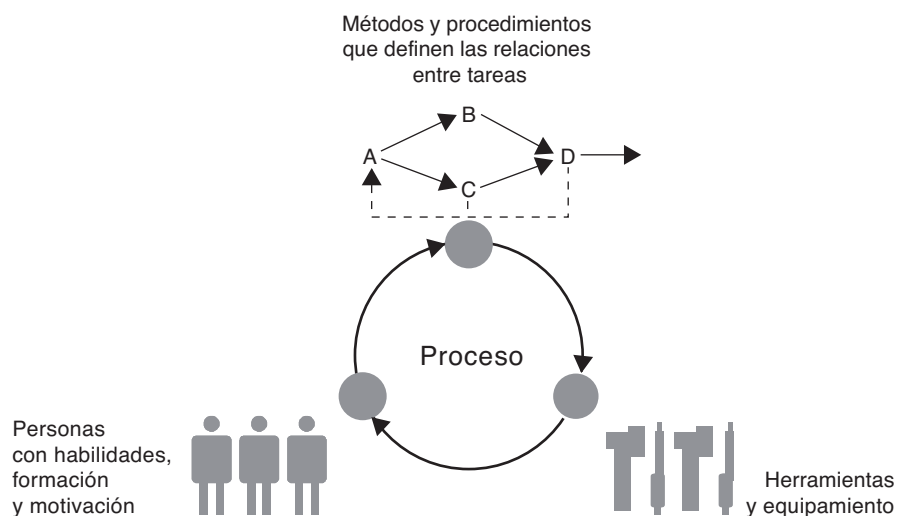 Métodos y procedimientos
que definen las relaciones
entre tareas
B
A
D
C
Proceso
Personas
con habilidades,
formación
y motivación
Herramientas
y equipamiento